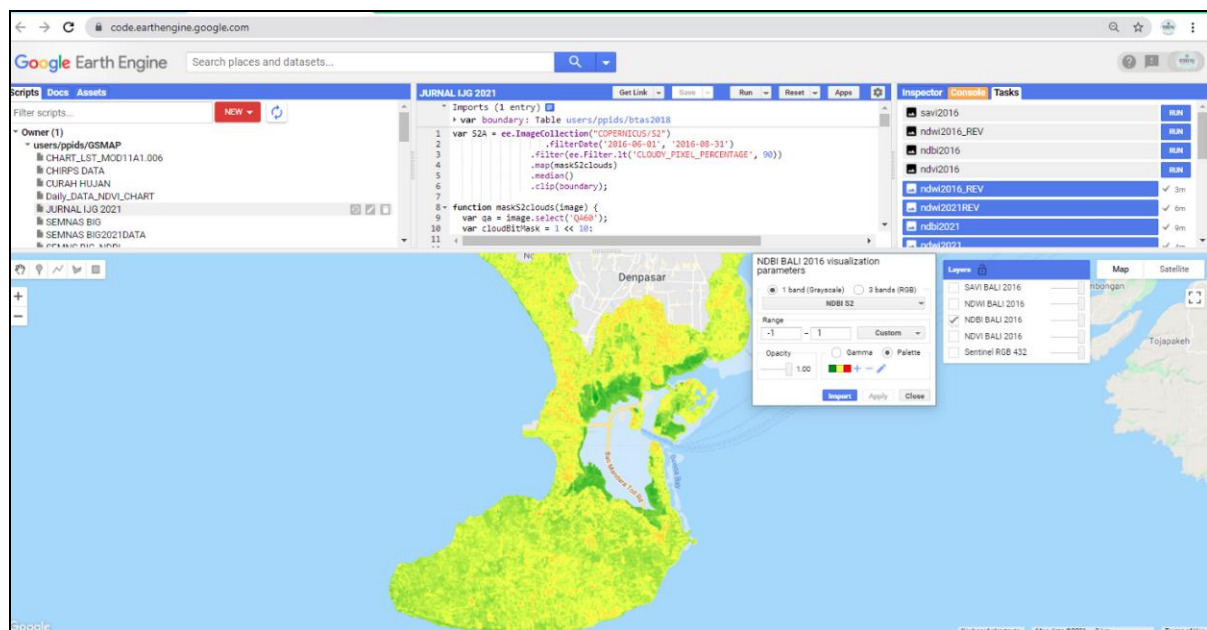 code.earthengine.google.com
Google Earth Engine
Search places and datasets...
Scripts Docs Assets
Filter scripts...
NEW
Owner (1)
users/ppids/GSMAP
CHART_LST_MOD11A1.006
CHIRPS DATA
CURAH HUJAN
Daily_DATA_NDVI_CHART
JURNAL IJG 2021
SEMNAS BIG
SEMNAS BIG2021DATA
SEMNS BIG_NDBI
JURNAL IJG 2021
Get Link Save Run Reset Apps
Imports (1 entry)
var boundary: Table users/ppids/btas2018
1 var S2A = ee.ImageCollection("COPERNICUS/S2")
2 .filterDate('2016-06-01', '2016-08-31')
3 .filter(ee.Filter.lt('CLOUDY_PIXEL_PERCENTAGE', 90))
4 .map(maskS2clouds)
5 .median()
6 .clip(boundary);
7
8 function maskS2clouds(image) {
9 var qa = image.select('QA60');
10 var cloudBitMask = 1 << 10;
11
Inspector Console Tasks
savi2016 RUN
ndwi2016_REV RUN
ndbi2016 RUN
ndvi2016 RUN
ndwi2016_REV 3m
ndwi2021REV 6m
ndbi2021 9m
ndwi2021
Denpasar
Bali Mandara Toll Rd
Benoa Bay
NDBI BALI 2016 visualization
parameters
1 band (Grayscale) 3 bands (RGB)
NDBI S2
Range
-1 – 1 Custom
Opacity Gamma Palette
1.00
Import Apply Close
Layers
SAVI BALI 2016
NDWI BALI 2016
NDBI BALI 2016
NDVI BALI 2016
Sentinel RGB 432
Map Satellite
Tojapakeh
Google